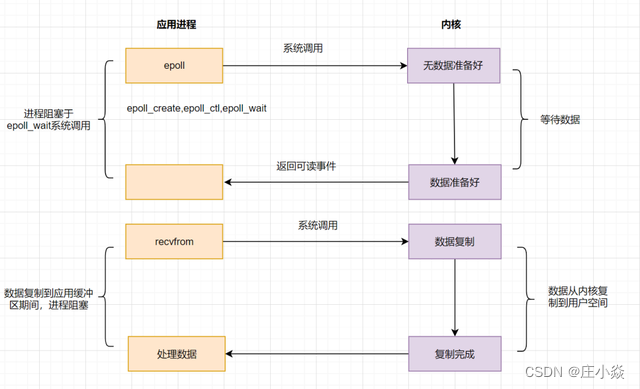 应用进程
内核
epoll
系统调用
无数据准备好
进程阻塞于
epoll_wait系统调用
epoll_create,epoll_ctl,epoll_wait
等待数据
返回可读事件
数据准备好
recvfrom
系统调用
数据复制
数据复制到应用缓冲
区期间，进程阻塞
数据从内核复
制到用户空间
处理数据
复制完成
CSDN @庄小焱